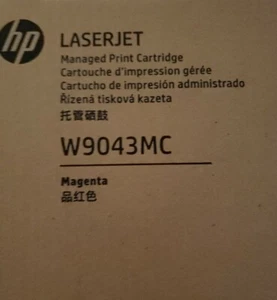 hp
LASERJET
Managed Print Cartridge
Cartouche d'impression gérée
Cartucho de impresión administrado
Řízená tisková kazeta
托管硒鼓
W9043MC
Magenta
品红色